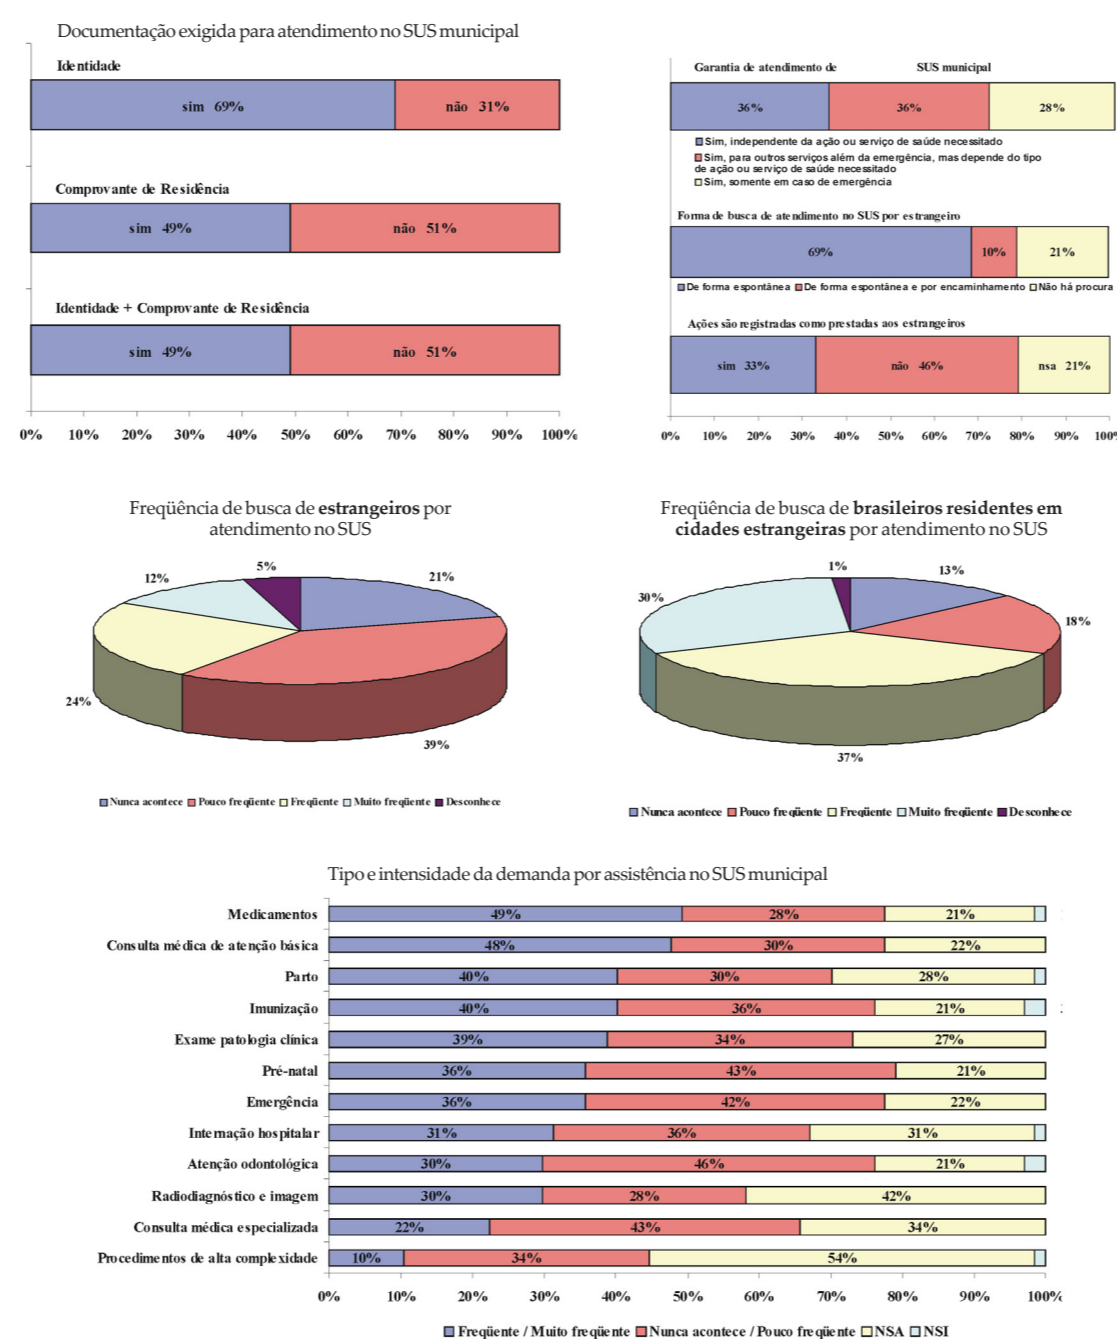 Documentação exigida para atendimento no SUS municipal
Identidade
sim 69%
não 31%
Comprovante de Residência
sim 49%
não 51%
Identidade + Comprovante de Residência
sim 49%
não 51%
0% 10% 20% 30% 40% 50% 60% 70% 80% 90% 100%
Garantia de atendimento de SUS municipal
36% 36% 28%
Sim, independente da ação ou serviço de saúde necessitado
Sim, para outros serviços além da emergência, mas depende do tipo
de ação ou serviço de saúde necessitado
Sim, somente em caso de emergência
Forma de busca de atendimento no SUS por estrangeiro
69% 10% 21%
De forma espontânea De forma espontânea e por encaminhamento Não há procura
Ações são registradas como prestadas aos estrangeiros
sim 33% não 46% nsa 21%
0% 10% 20% 30% 40% 50% 60% 70% 80% 90% 100%
Freqüência de busca de estrangeiros por
atendimento no SUS
5%
12%
21%
24%
39%
Nunca acontece Pouco freqüente Freqüente Muito freqüente Desconhece
Freqüência de busca de brasileiros residentes em
cidades estrangeiras por atendimento no SUS
1%
13%
30%
18%
37%
Nunca acontece Pouco freqüente Freqüente Muito freqüente Desconhece
Tipo e intensidade da demanda por assistência no SUS municipal
Medicamentos 49% 28% 21%
Consulta médica de atenção básica 48% 30% 22%
Parto 40% 30% 28%
Imunização 40% 36% 21%
Exame patologia clínica 39% 34% 27%
Pré-natal 36% 43% 21%
Emergência 36% 42% 22%
Internação hospitalar 31% 36% 31%
Atenção odontológica 30% 46% 21%
Radiodiagnóstico e imagem 30% 28% 42%
Consulta médica especializada 22% 43% 34%
Procedimentos de alta complexidade 10% 34% 54%
0% 10% 20% 30% 40% 50% 60% 70% 80% 90% 100%
Freqüente / Muito freqüente Nunca acontece / Pouco freqüente NSA NSI